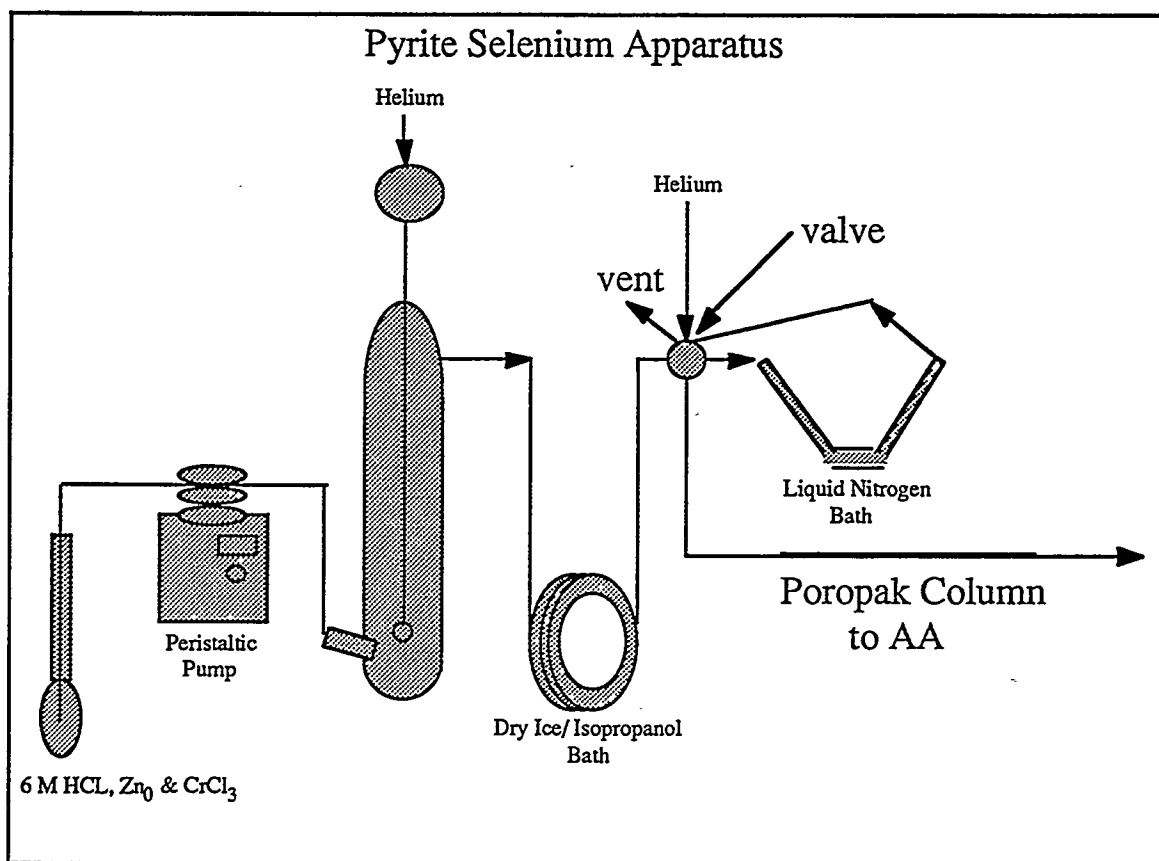 Pyrite Selenium Apparatus
Helium
Helium
valve
vent
Liquid Nitrogen
Bath
Peristaltic
Pump
Poropak Column
to AA
Dry Ice/ Isopropanol
Bath
6 M HCL, Zn0 & CrCl3